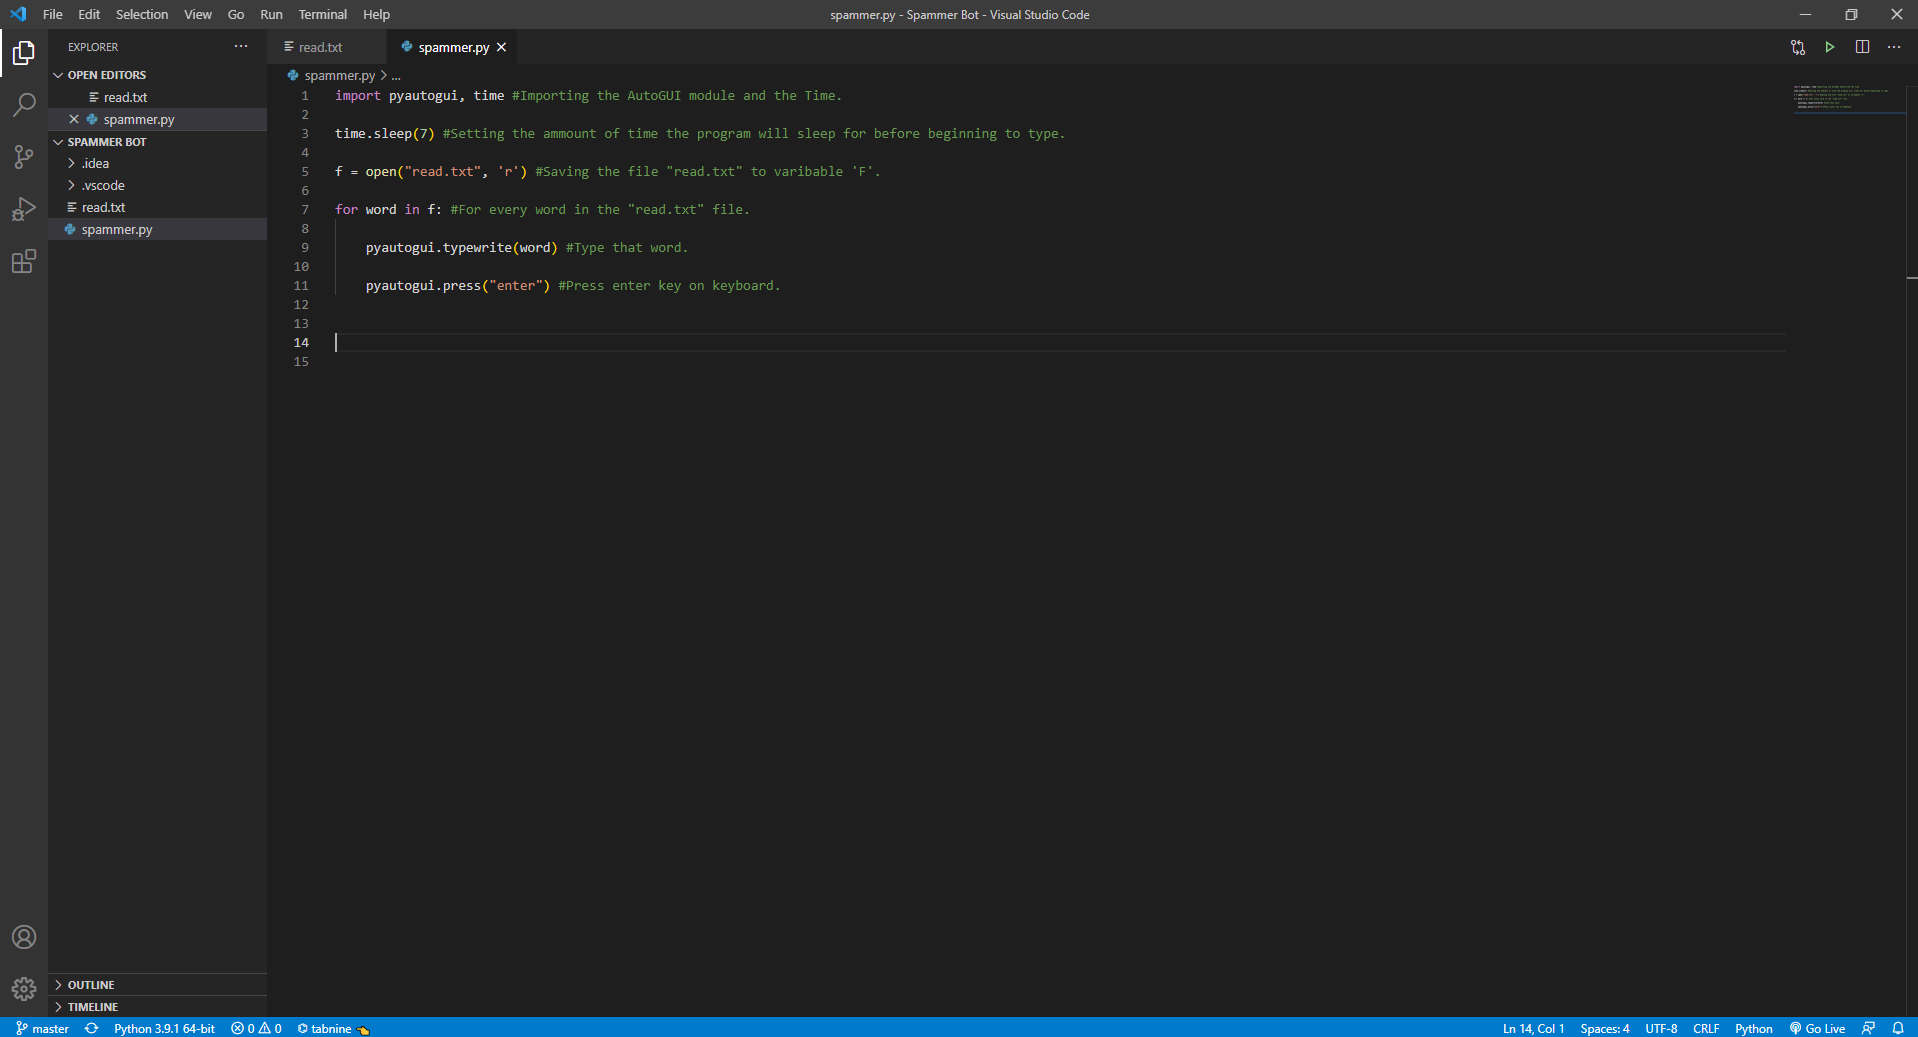 File Edit Selection View Go Run Terminal Help
spammer.py - Spammer Bot - Visual Studio Code
EXPLORER
OPEN EDITORS
read.txt
spammer.py
SPAMMER BOT
.idea
.vscode
read.txt
spammer.py
OUTLINE
TIMELINE
read.txt spammer.py
spammer.py > ...
1 import pyautogui, time #Importing the AutoGUI module and the Time.
2
3 time.sleep(7) #Setting the ammount of time the program will sleep for before beginning to type.
4
5 f = open("read.txt", 'r') #Saving the file "read.txt" to varibable 'F'.
6
7 for word in f: #For every word in the "read.txt" file.
8
9 pyautogui.typewrite(word) #Type that word.
10
11 pyautogui.press("enter") #Press enter key on keyboard.
12
13
14
15
master Python 3.9.1 64-bit 0 0 tabnine Ln 14, Col 1 Spaces: 4 UTF-8 CRLF Python Go Live